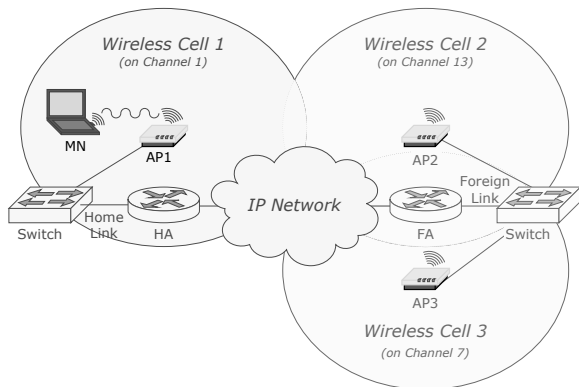 Wireless Cell 1
(on Channel 1)
Wireless Cell 2
(on Channel 13)
MN
AP1
AP2
Foreign
Link
IP Network
Home
Link
Switch
HA
FA
Switch
AP3
Wireless Cell 3
(on Channel 7)